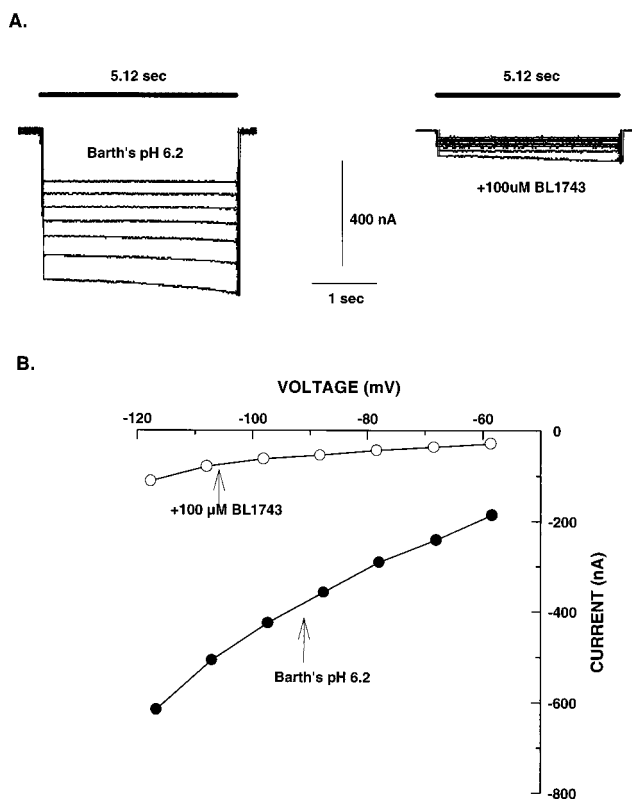 A.
5.12 sec
5.12 sec
Barth's pH 6.2
+100uM BL1743
400 nA
1 sec
B.
VOLTAGE (mV)
-120 -100 -80 -60
0
-200
-400
-600
-800
CURRENT (nA)
+100 µM BL1743
Barth's pH 6.2